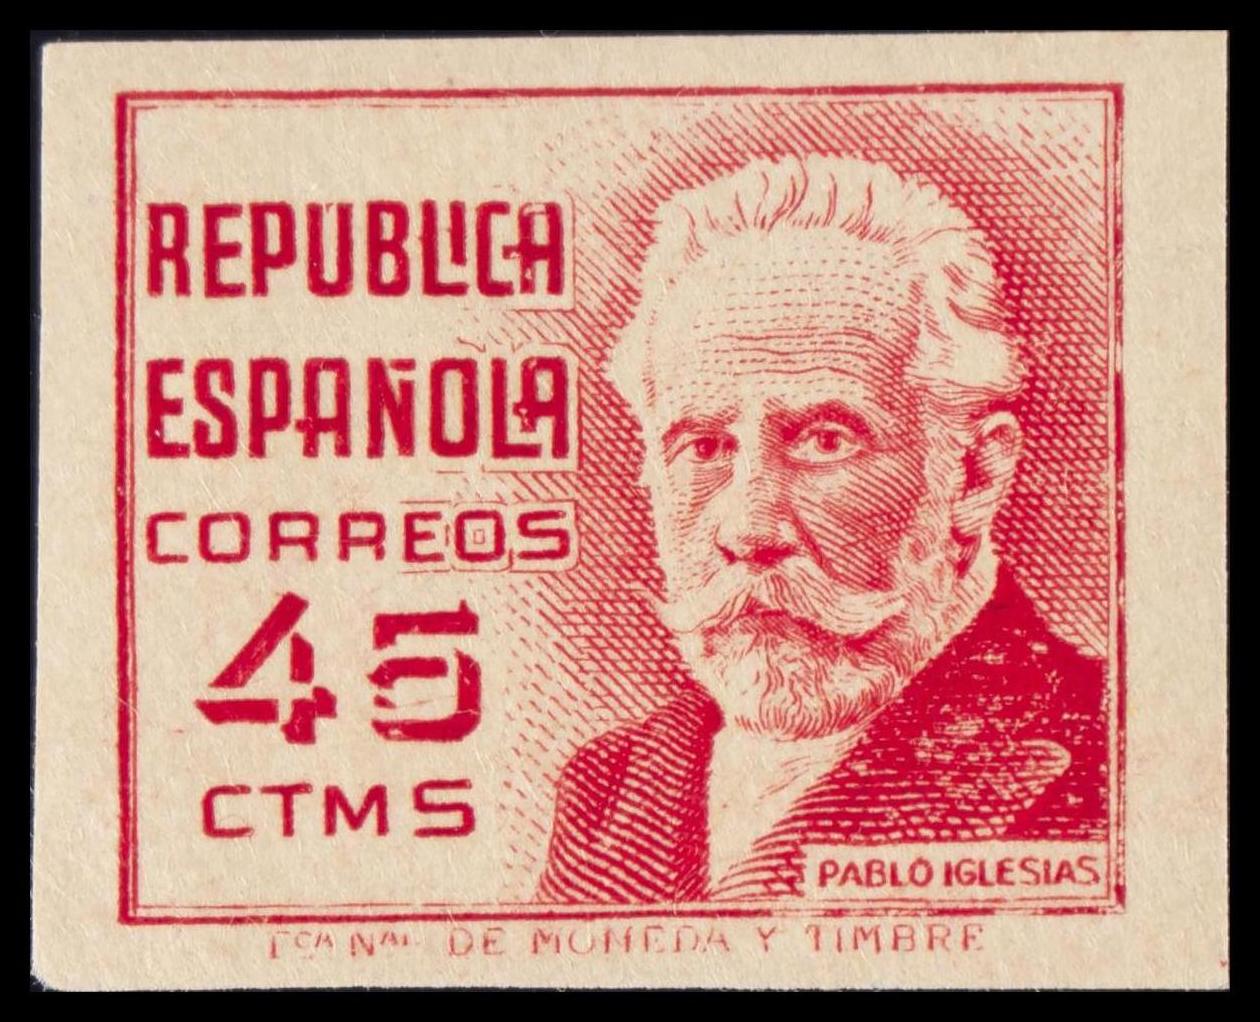 REPUBLICA
ESPAÑOLA
CORREOS
45
CTMS
PABLO IGLESIAS
Fca Nal DE MONEDA Y TIMBRE